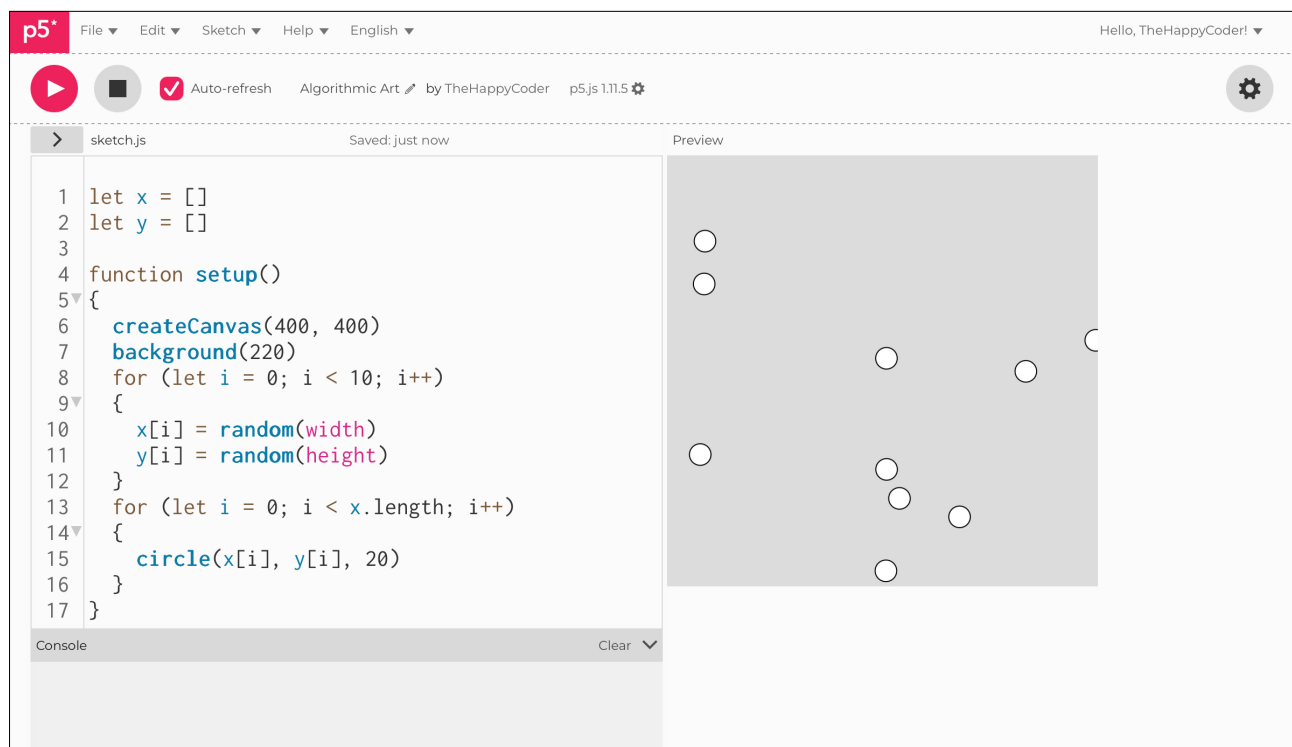 p5* File Edit Sketch Help English Hello, TheHappyCoder!
Auto-refresh Algorithmic Art by TheHappyCoder p5.js 1.11.5
sketch.js Saved: just now Preview
1 let x = []
2 let y = []
3
4 function setup()
5 {
6 createCanvas(400, 400)
7 background(220)
8 for (let i = 0; i < 10; i++)
9 {
10 x[i] = random(width)
11 y[i] = random(height)
12 }
13 for (let i = 0; i < x.length; i++)
14 {
15 circle(x[i], y[i], 20)
16 }
17 }
Console Clear